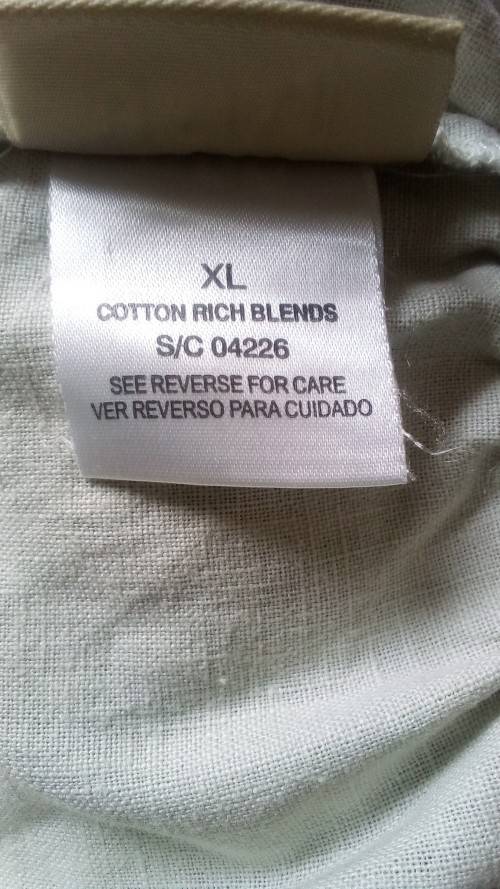 XL
COTTON RICH BLENDS
S/C 04226
SEE REVERSE FOR CARE
VER REVERSO PARA CUIDADO